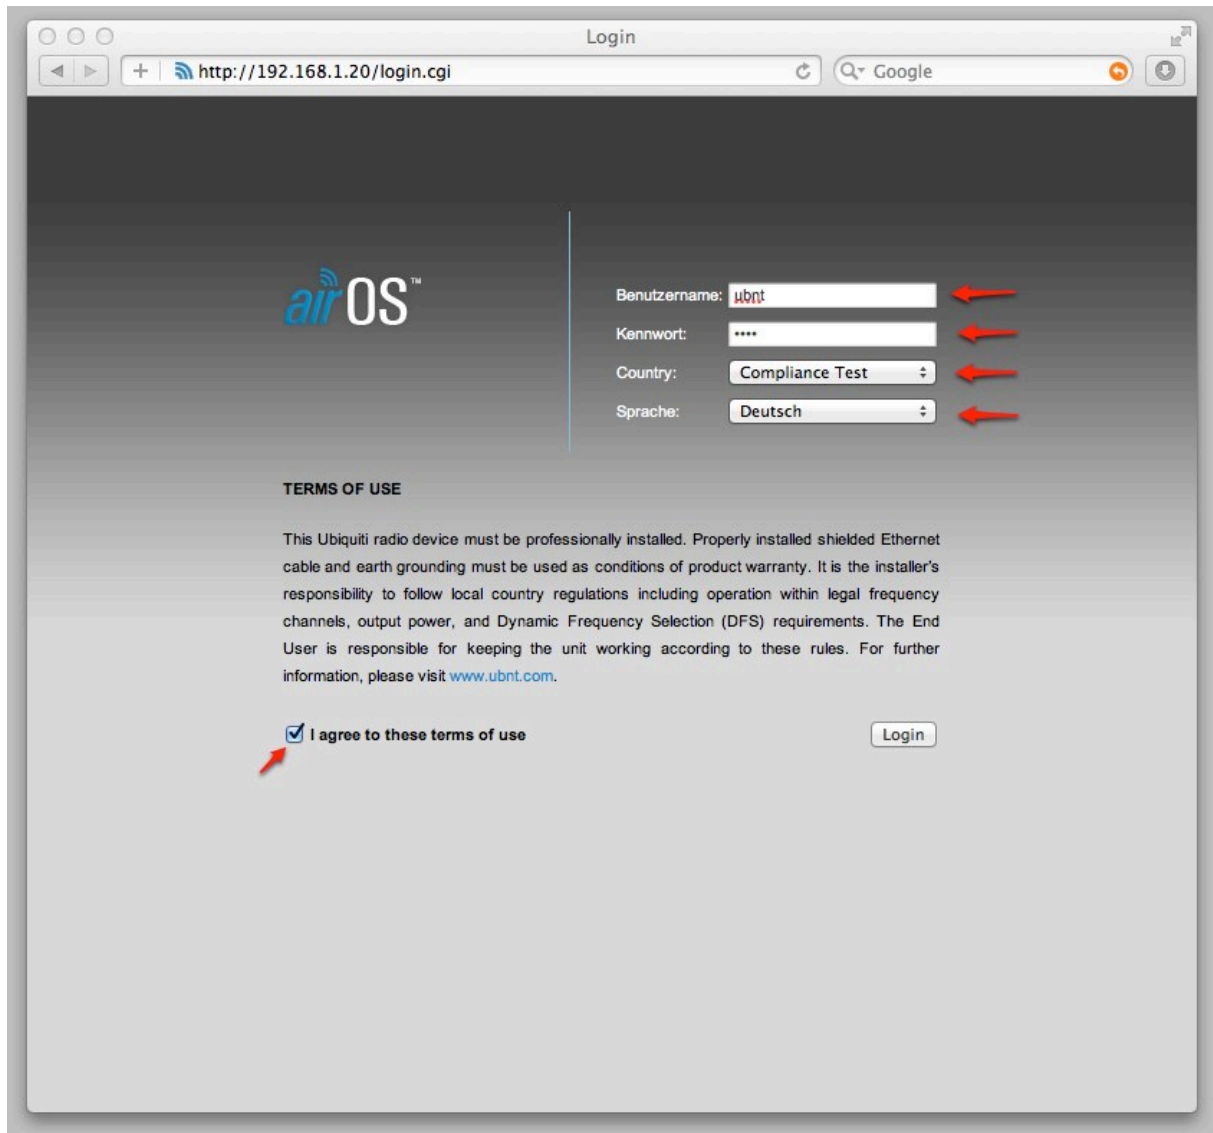 Login
http://192.168.1.20/login.cgi
Google
airOS™
Benutzername: ubnt
Kennwort: ••••
Country: Compliance Test
Sprache: Deutsch
TERMS OF USE
This Ubiquiti radio device must be professionally installed. Properly installed shielded Ethernet
cable and earth grounding must be used as conditions of product warranty. It is the installer's
responsibility to follow local country regulations including operation within legal frequency
channels, output power, and Dynamic Frequency Selection (DFS) requirements. The End
User is responsible for keeping the unit working according to these rules. For further
information, please visit www.ubnt.com.
I agree to these terms of use
Login